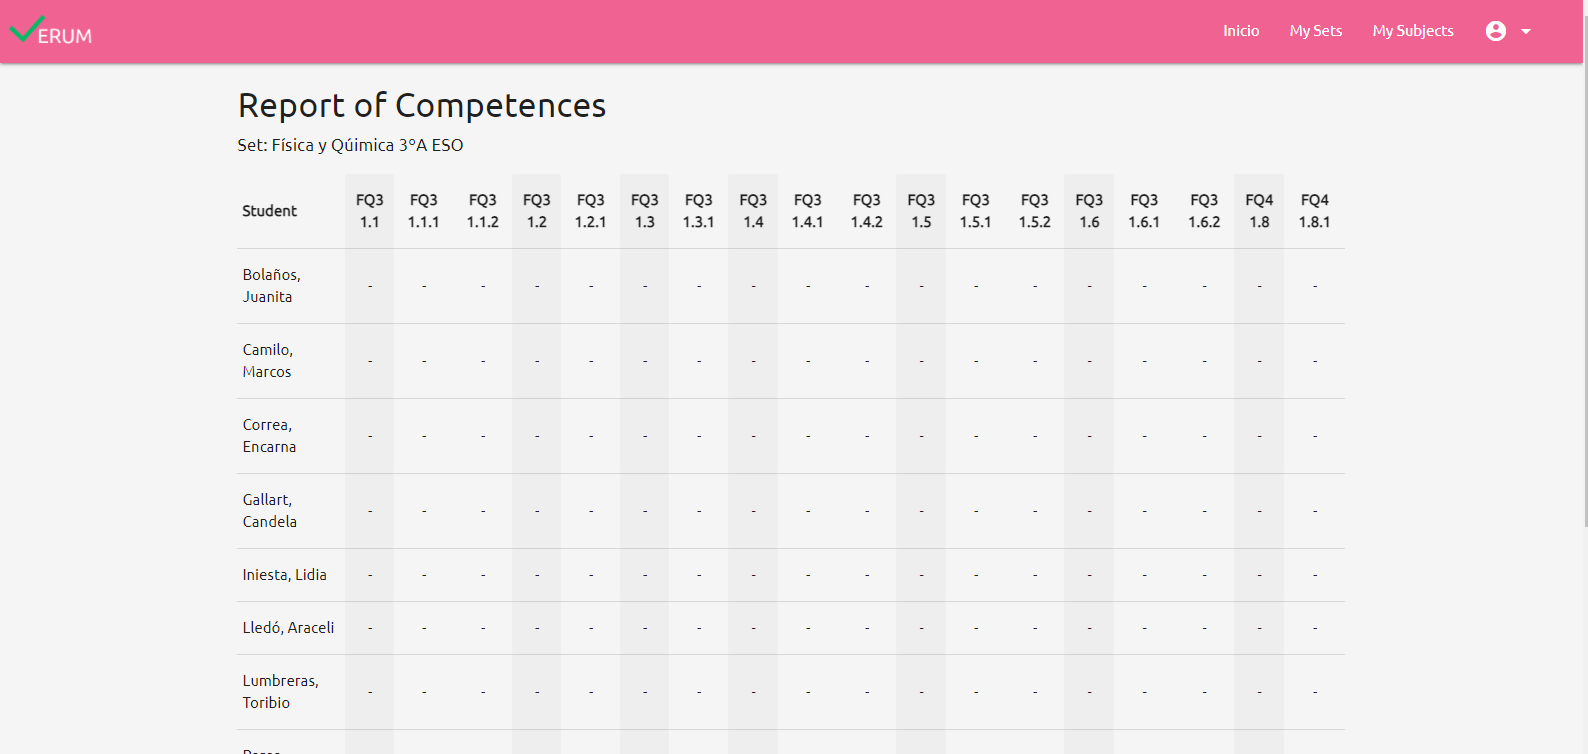 ERUM
Inicio My Sets My Subjects
Report of Competences
Set: Física y Qúimica 3ºA ESO
Student FQ3 1.1 FQ3 1.1.1 FQ3 1.1.2 FQ3 1.2 FQ3 1.2.1 FQ3 1.3 FQ3 1.3.1 FQ3 1.4 FQ3 1.4.1 FQ3 1.4.2 FQ3 1.5 FQ3 1.5.1 FQ3 1.5.2 FQ3 1.6 FQ3 1.6.1 FQ3 1.6.2 FQ4 1.8 FQ4 1.8.1
Bolaños, Juanita - - - - - - - - - - - - - - - - - -
Camilo, Marcos - - - - - - - - - - - - - - - - - -
Correa, Encarna - - - - - - - - - - - - - - - - - -
Gallart, Candela - - - - - - - - - - - - - - - - - -
Iniesta, Lidia - - - - - - - - - - - - - - - - - -
Lledó, Araceli - - - - - - - - - - - - - - - - - -
Lumbreras, Toribio - - - - - - - - - - - - - - - - - -